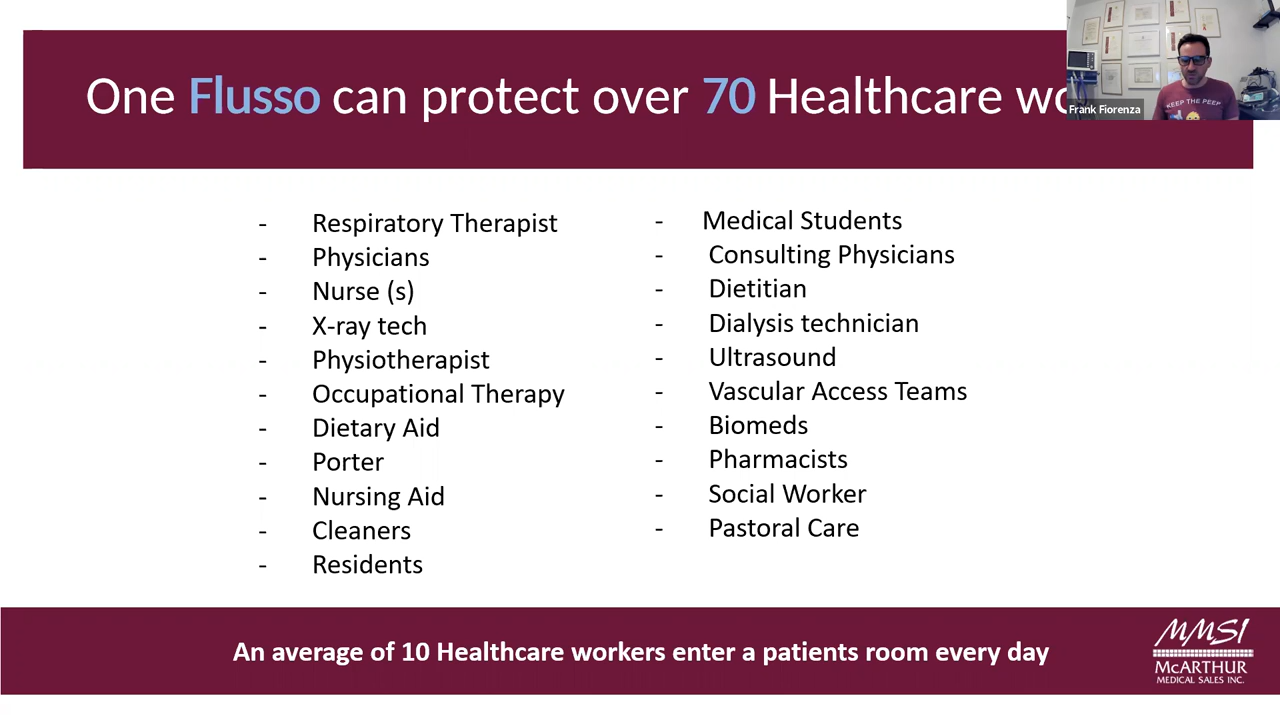 One Flusso can protect over 70 Healthcare wo
Frank Fiorenza
KEEP THE PEEP
- Respiratory Therapist
- Physicians
- Nurse (s)
- X-ray tech
- Physiotherapist
- Occupational Therapy
- Dietary Aid
- Porter
- Nursing Aid
- Cleaners
- Residents
- Medical Students
- Consulting Physicians
- Dietitian
- Dialysis technician
- Ultrasound
- Vascular Access Teams
- Biomeds
- Pharmacists
- Social Worker
- Pastoral Care
An average of 10 Healthcare workers enter a patients room every day
MMSI
MCARTHUR
MEDICAL SALES INC.